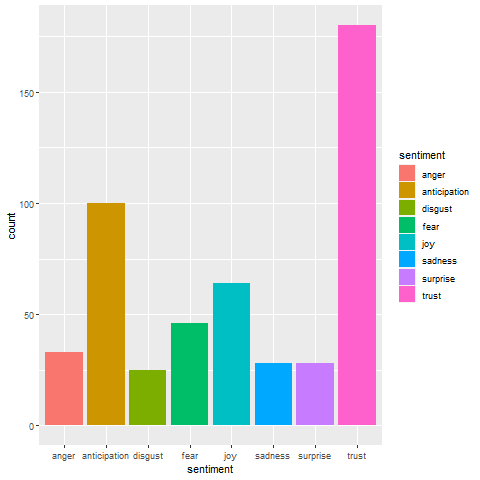 150
100
50
0
count
anger anticipation disgust fear joy sadness surprise trust
sentiment
sentiment
anger
anticipation
disgust
fear
joy
sadness
surprise
trust